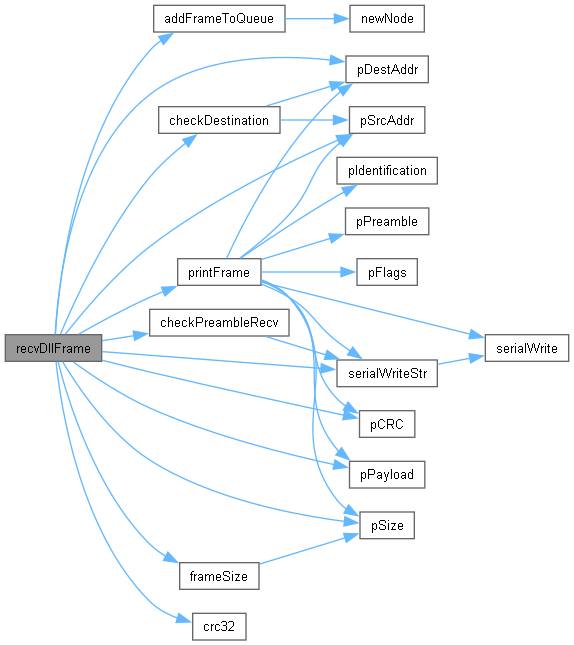 addFrameToQueue
newNode
pDestAddr
checkDestination
pSrcAddr
pIdentification
pPreamble
printFrame
pFlags
checkPreambleRecv
recvDllFrame
serialWrite
serialWriteStr
pCRC
pPayload
pSize
frameSize
crc32